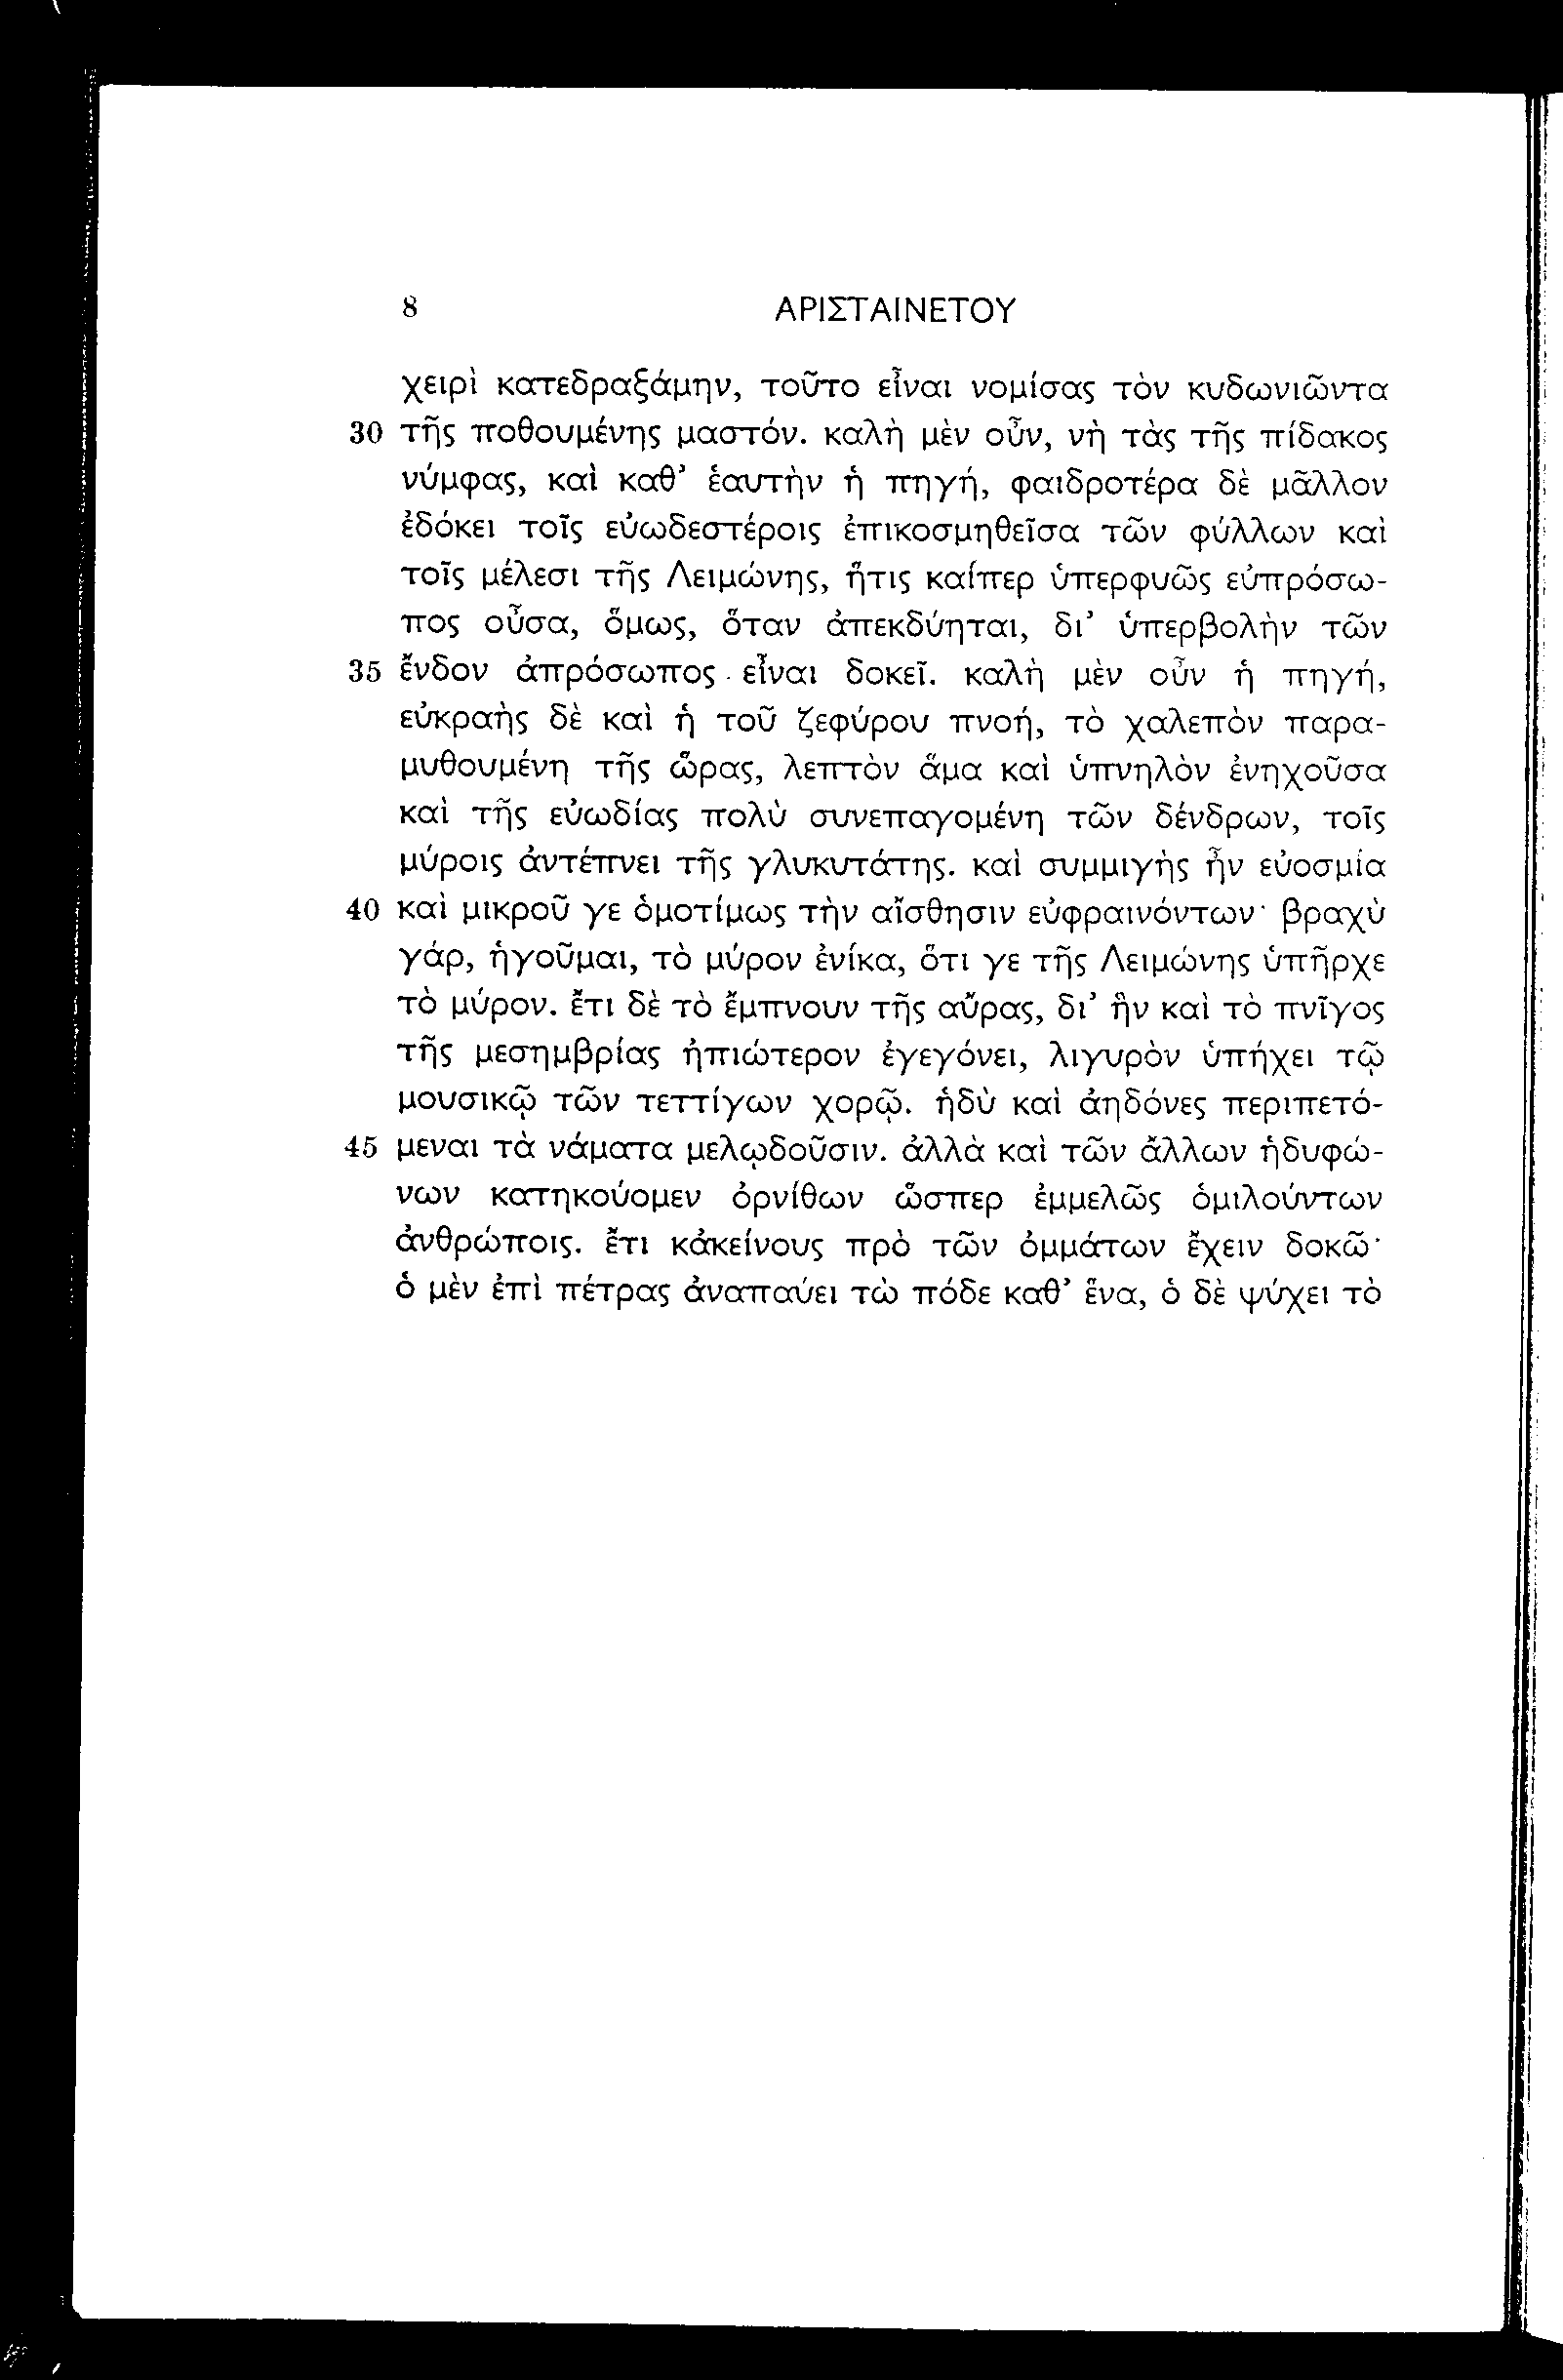 8 ΑΡΙΣΤΑΙΝΕΤΟΥ
χειρὶ κατεδραξάμην, τοῦτο εἶναι νομίσας τὸν κυδωνιῶντα
30 τῆς ποθουμένης μαστόν. καλὴ μὲν οὖν, νὴ τὰς τῆς πίδακος
νύμφας, καὶ καθ’ ἑαυτὴν ἡ πηγή, φαιδροτέρα δὲ μᾶλλον
ἐδόκει τοῖς εὐωδεστέροις ἐπικοσμηθεῖσα τῶν φύλλων καὶ
τοῖς μέλεσι τῆς Λειμώνης, ἥτις καίπερ ὑπερφυῶς εὐπρόσω-
πος οὖσα, ὅμως, ὅταν ἀπεκδύηται, δι’ ὑπερβολὴν τῶν
35 ἔνδον ἀπρόσωπος εἶναι δοκεῖ. καλὴ μὲν οὖν ἡ πηγή,
εὐκραὴς δὲ καὶ ἡ τοῦ ζεφύρου πνοή, τὸ χαλεπὸν παρα-
μυθουμένη τῆς ὥρας, λεπτὸν ἅμα καὶ ὑπνηλὸν ἐνηχοῦσα
καὶ τῆς εὐωδίας πολὺ συνεπαγομένη τῶν δένδρων, τοῖς
μύροις ἀντέπνει τῆς γλυκυτάτης. καὶ συμμιγὴς ἦν εὐοσμία
40 καὶ μικροῦ γε ὁμοτίμως τὴν αἴσθησιν εὐφραινόντων· βραχὺ
γάρ, ἡγοῦμαι, τὸ μύρον ἐνίκα, ὅτι γε τῆς Λειμώνης ὑπῆρχε
τὸ μύρον. ἔτι δὲ τὸ ἔμπνουν τῆς αὔρας, δι’ ἣν καὶ τὸ πνῖγος
τῆς μεσημβρίας ἠπιώτερον ἐγεγόνει, λιγυρὸν ὑπήχει τῷ
μουσικῷ τῶν τεττίγων χορῷ. ἡδὺ καὶ ἀηδόνες περιπετό-
45 μεναι τὰ νάματα μελῳδοῦσιν. ἀλλὰ καὶ τῶν ἄλλων ἡδυφώ-
νων κατηκούομεν ὀρνίθων ὥσπερ ἐμμελῶς ὁμιλούντων
ἀνθρώποις. ἔτι κἀκείνους πρὸ τῶν ὀμμάτων ἔχειν δοκῶ·
ὁ μὲν ἐπὶ πέτρας ἀναπαύει τὼ πόδε καθ’ ἕνα, ὁ δὲ ψύχει τὸ